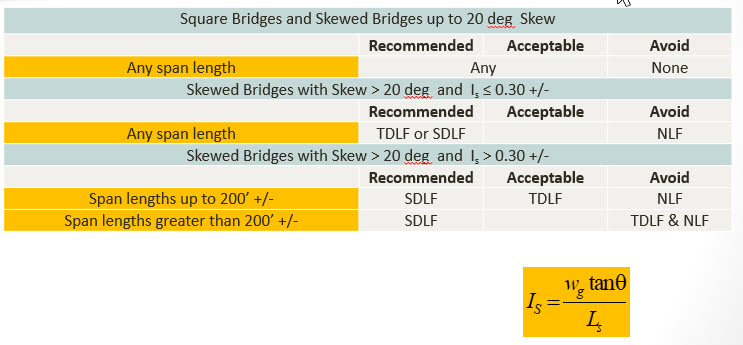 Square Bridges and Skewed Bridges up to 20 deg Skew
Recommended Acceptable Avoid
Any span length Any None
Skewed Bridges with Skew > 20 deg and Is ≤ 0.30 +/-
Recommended Acceptable Avoid
Any span length TDLF or SDLF NLF
Skewed Bridges with Skew > 20 deg and Is > 0.30 +/-
Recommended Acceptable Avoid
Span lengths up to 200’ +/- SDLF TDLF NLF
Span lengths greater than 200’ +/- SDLF TDLF & NLF
wg tanθ
IS =
Ls